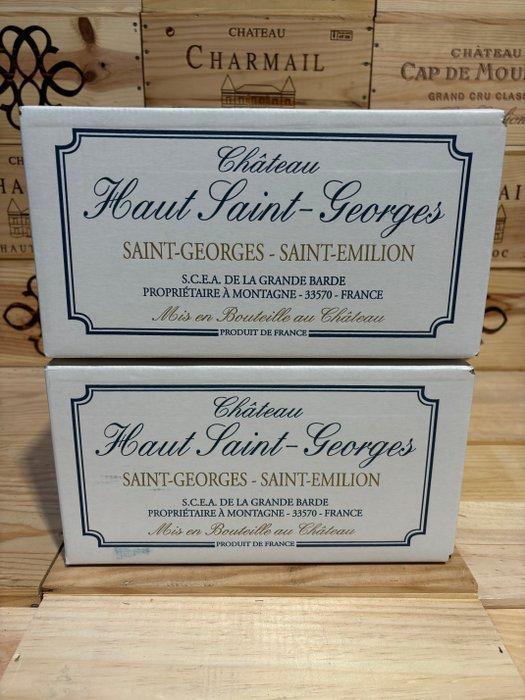 CHATEAU
CHARMAIL
CHÂTEAU
CAP DE MOU
GRAND CRU CLAS
Château
Haut Saint-Georges
SAINT-GEORGES - SAINT-EMILION
S.C.E.A. DE LA GRANDE BARDE
PROPRIÉTAIRE À MONTAGNE - 33570 - FRANCE
Mis en Bouteille au Château
PRODUIT DE FRANCE
Château
Haut Saint-Georges
SAINT-GEORGES - SAINT-EMILION
S.C.E.A. DE LA GRANDE BARDE
PROPRIÉTAIRE À MONTAGNE - 33570 - FRANCE
Mis en Bouteille au Château
PRODUIT DE FRANCE